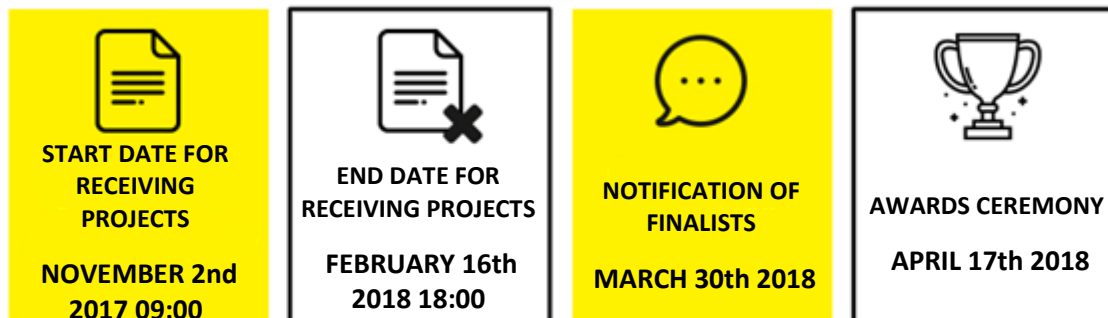 START DATE FOR
RECEIVING
PROJECTS
NOVEMBER 2nd
2017 09:00
END DATE FOR
RECEIVING PROJECTS
FEBRUARY 16th
2018 18:00
NOTIFICATION OF
FINALISTS
MARCH 30th 2018
AWARDS CEREMONY
APRIL 17th 2018